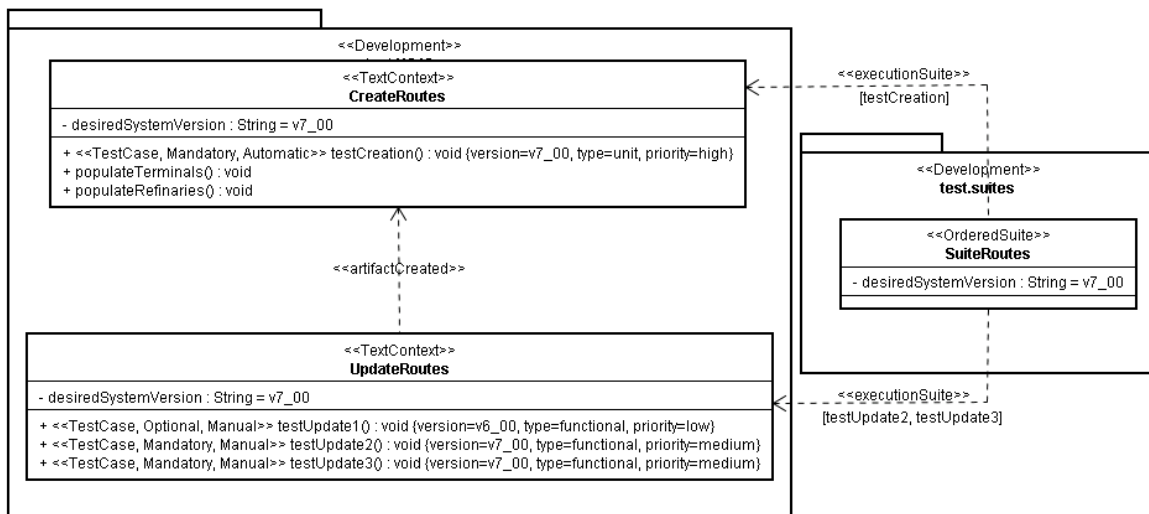 <<Development>>
<<TextContext>>
CreateRoutes
- desiredSystemVersion : String = v7_00
+ <<TestCase, Mandatory, Automatic>> testCreation() : void {version=v7_00, type=unit, priority=high}
+ populateTerminals() : void
+ populateRefinaries() : void
<<artifactCreated>>
<<TextContext>>
UpdateRoutes
- desiredSystemVersion : String = v7_00
+ <<TestCase, Optional, Manual>> testUpdate1() : void {version=v6_00, type=functional, priority=low}
+ <<TestCase, Mandatory, Manual>> testUpdate2() : void {version=v7_00, type=functional, priority=medium}
+ <<TestCase, Mandatory, Manual>> testUpdate3() : void {version=v7_00, type=functional, priority=medium}
<<executionSuite>>
[testCreation]
<<Development>>
test.suites
<<OrderedSuite>>
SuiteRoutes
- desiredSystemVersion : String = v7_00
<<executionSuite>>
[testUpdate2, testUpdate3]